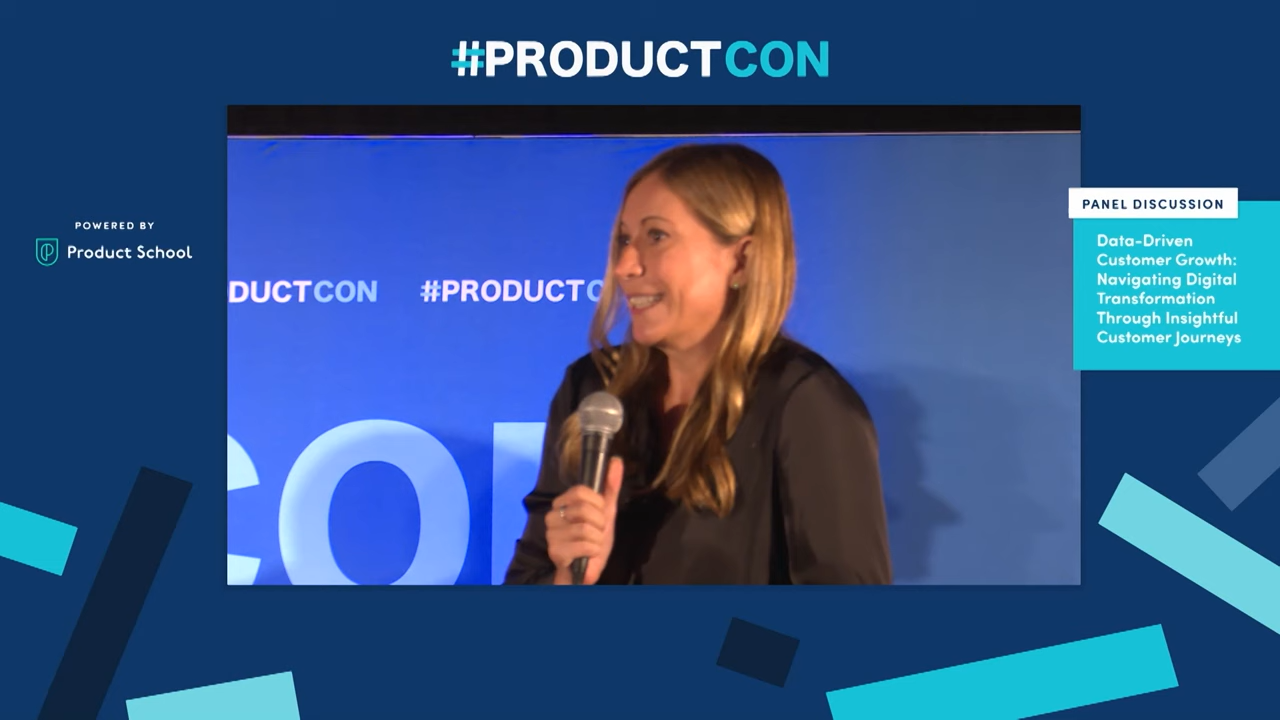 #PRODUCTCON
POWERED BY
Product School
DUCTCON #PRODUCTC
CO
PANEL DISCUSSION
Data-Driven
Customer Growth:
Navigating Digital
Transformation
Through Insightful
Customer Journeys